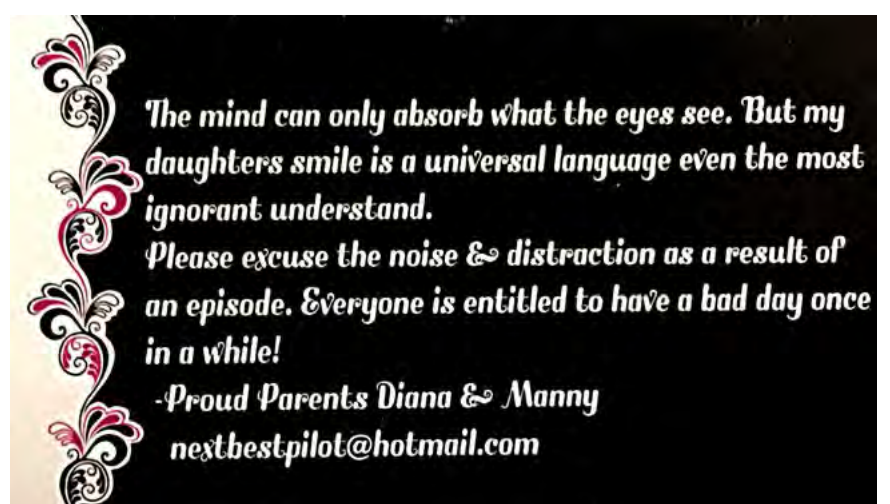 The mind can only absorb what the eyes see. But my
daughters smile is a universal language even the most
ignorant understand.
Please excuse the noise & distraction as a result of
an episode. Everyone is entitled to have a bad day once
in a while!
-Proud Parents Diana & Manny
nextbestpilot@hotmail.com